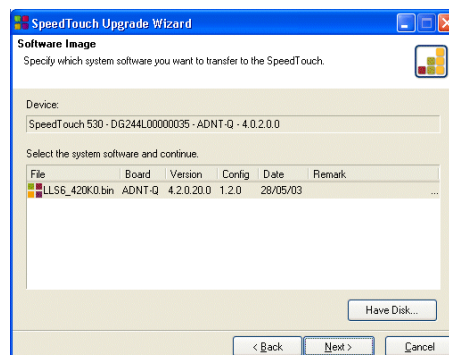 SpeedTouch Upgrade Wizard
Software Image
Specify which system software you want to transfer to the SpeedTouch.
Device:
SpeedTouch 530 - DG244L00000035 - ADNT-Q - 4.0.2.0.0
Select the system software and continue.
File Board Version Config Date Remark
LLS6_420K0.bin ADNT-Q 4.2.0.20.0 1.2.0 28/05/03 ...
Have Disk...
< Back Next > Cancel